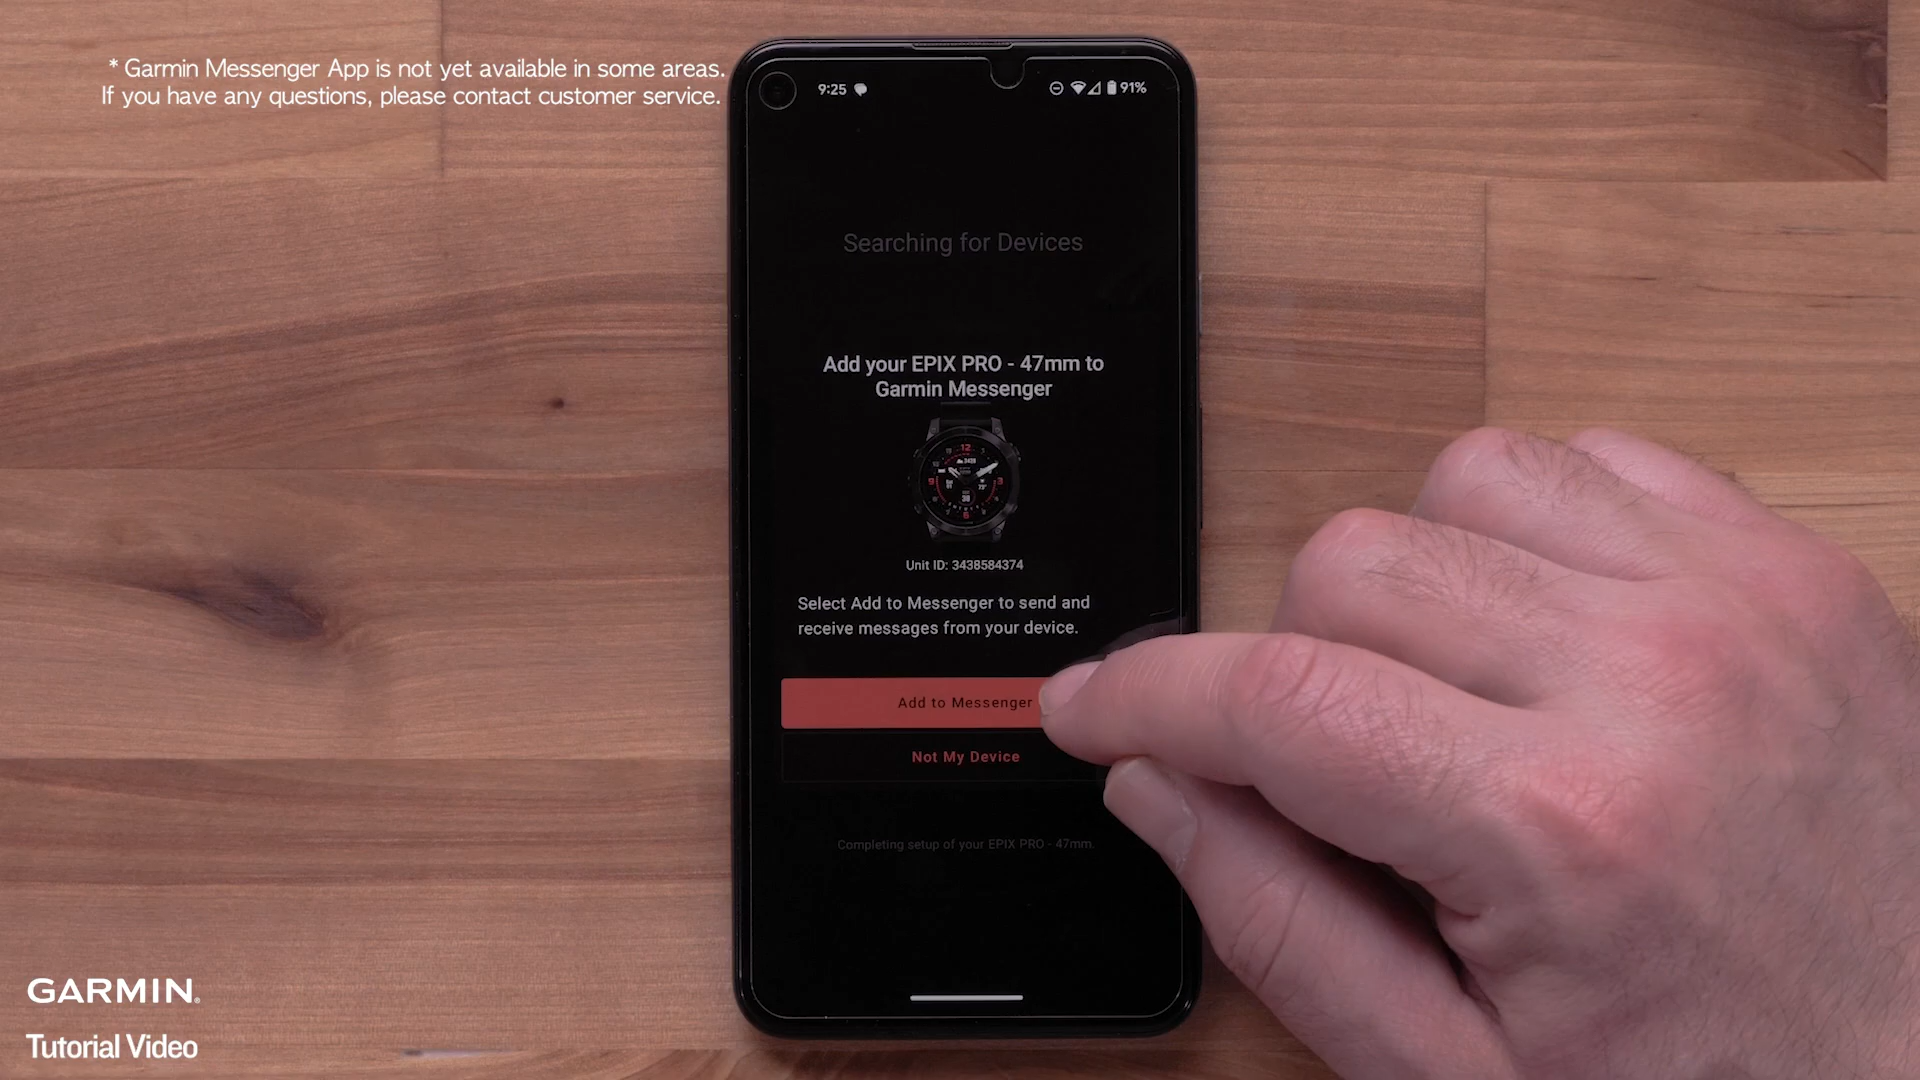 * Garmin Messenger App is not yet available in some areas.
If you have any questions, please contact customer service.
9:25
91%
Searching for Devices
Add your EPIX PRO - 47mm to
Garmin Messenger
Unit ID: 3438584374
Select Add to Messenger to send and
receive messages from your device.
Add to Messenger
Not My Device
Completing setup of your EPIX PRO - 47mm.
GARMIN
Tutorial Video